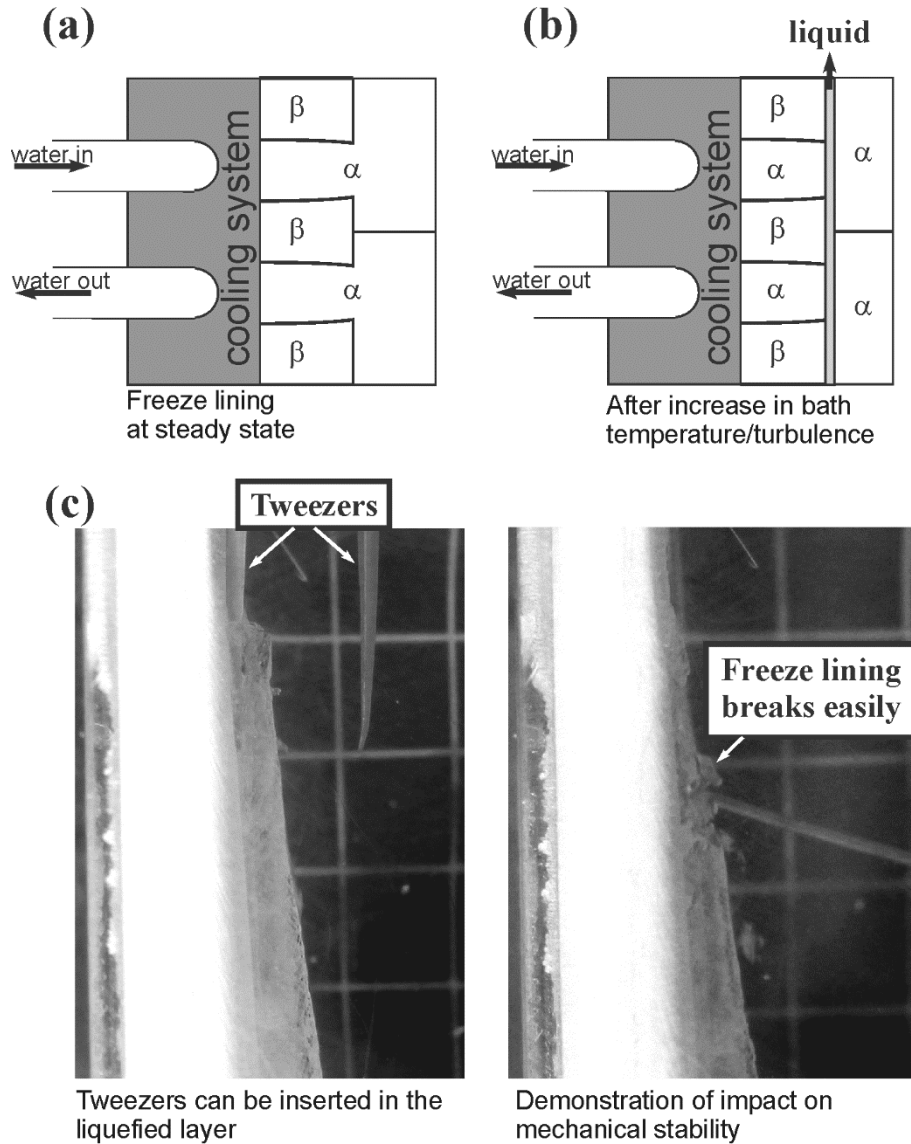 (a)
β
water in
α
β
water out
α
β
cooling system
Freeze lining
at steady state
(b)
liquid
β
water in
α
α
β
water out
α
α
β
cooling system
After increase in bath
temperature/turbulence
(c)
Tweezers
Freeze lining
breaks easily
Tweezers can be inserted in the
liquefied layer
Demonstration of impact on
mechanical stability